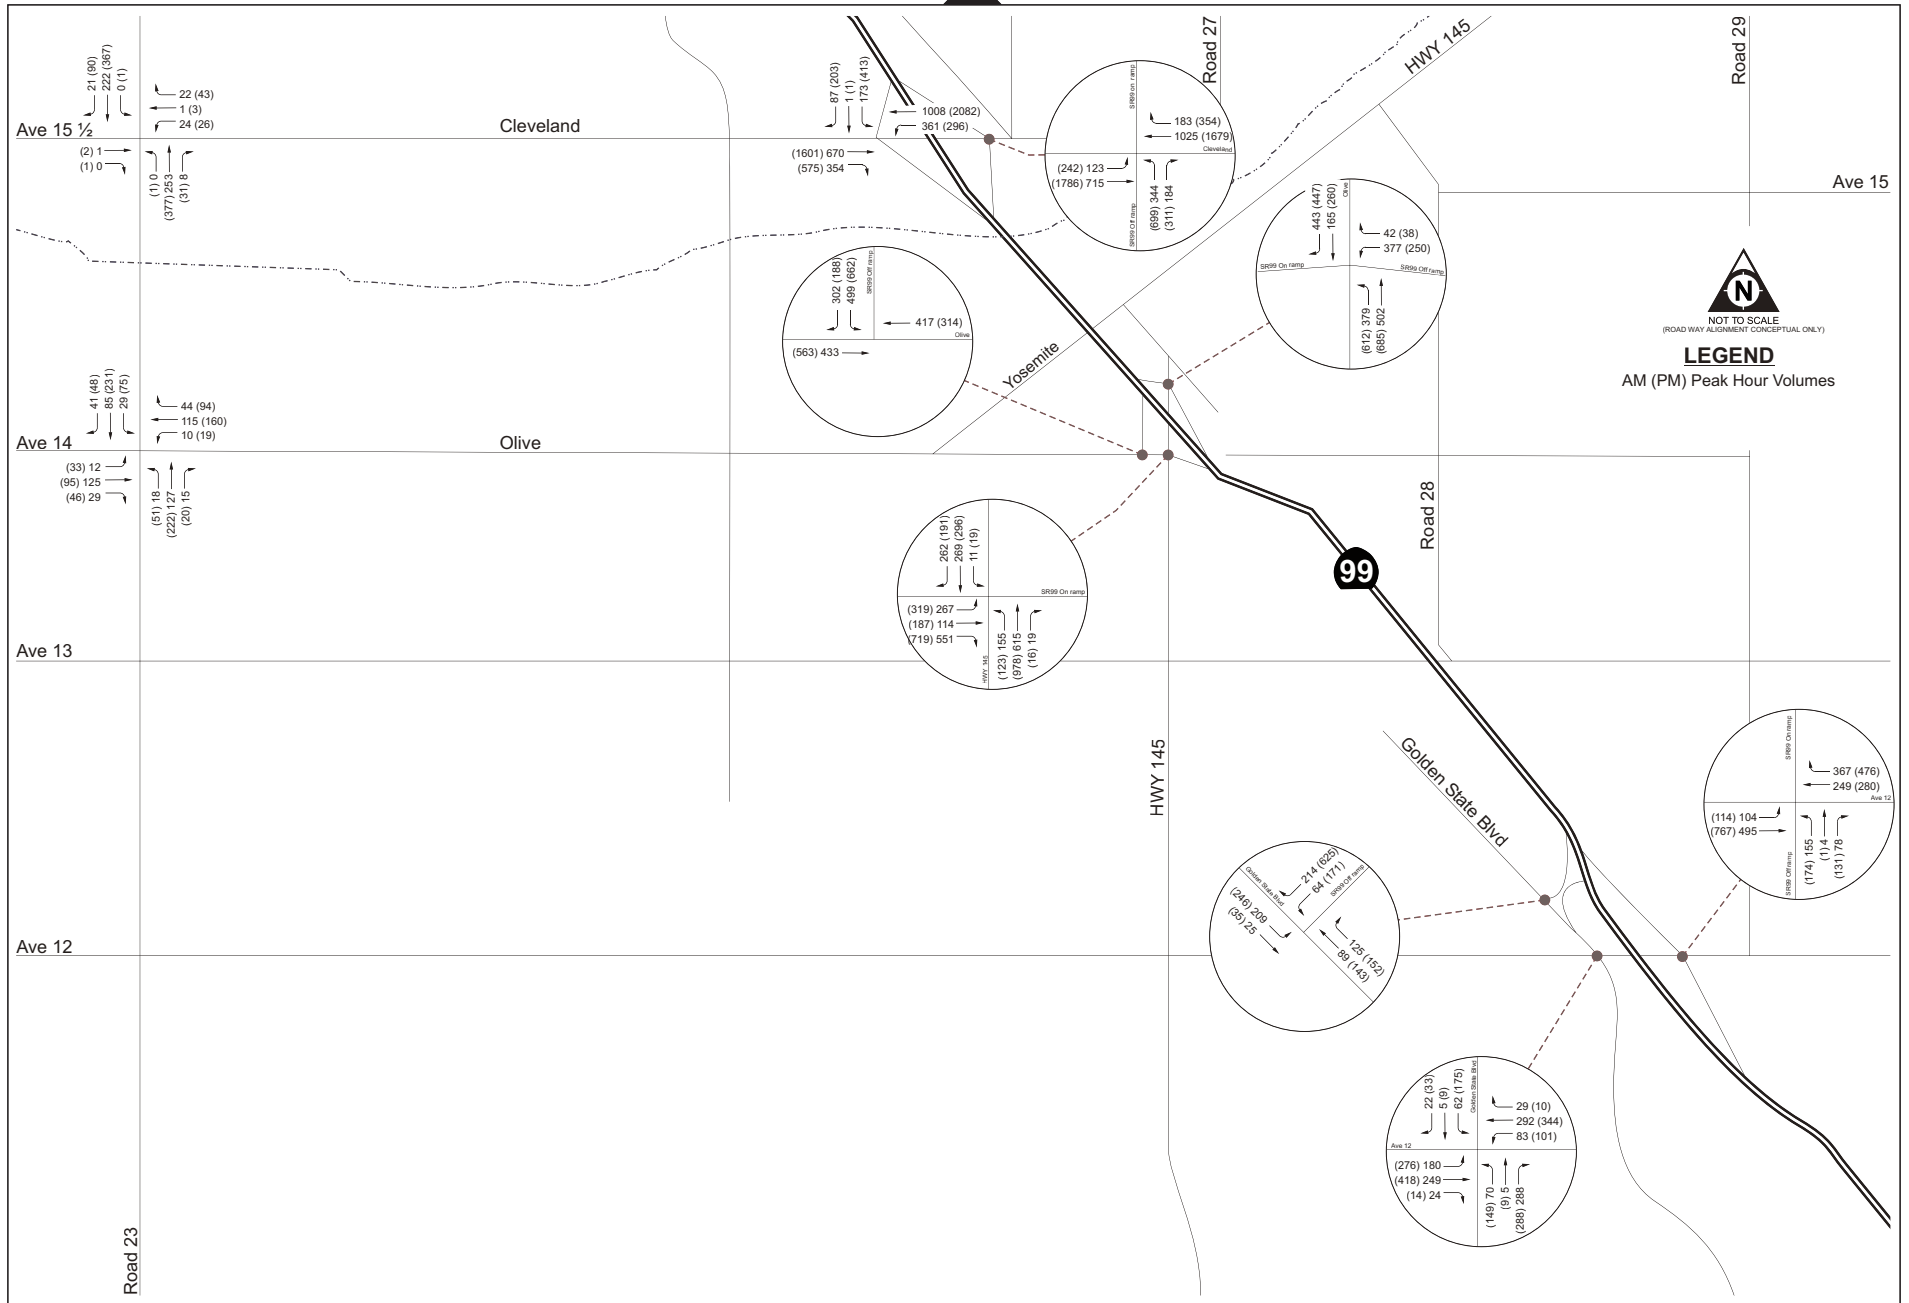 21 (90)
222 (367)
0 (1)
22 (43)
1 (3)
24 (26)
Ave 15 ½
(2) 1
(1) 0
(1) 0
(377) 253
(31) 8
Cleveland
87 (203)
1 (1)
173 (413)
1008 (2082)
361 (296)
(1601) 670
(575) 354
SR99 on ramp
183 (354)
1025 (1679)
Cleveland
(242) 123
(1786) 715
SR99 Off ramp
(699) 344
(311) 184
Road 27
HWY 145
Road 29
Ave 15
443 (447)
165 (260)
Olive
42 (38)
377 (250)
SR99 On ramp
SR99 Off ramp
(612) 379
(685) 502
N
NOT TO SCALE
(ROAD WAY ALIGNMENT CONCEPTUAL ONLY)
LEGEND
AM (PM) Peak Hour Volumes
302 (188)
499 (662)
SR99 Off ramp
417 (314)
Olive
(563) 433
Yosemite
41 (48)
85 (231)
29 (75)
44 (94)
115 (160)
10 (19)
Ave 14
Olive
(33) 12
(95) 125
(46) 29
(51) 18
(222) 127
(20) 15
262 (191)
269 (296)
11 (19)
SR99 On ramp
(319) 267
(187) 114
(719) 551
HWY 145
(123) 155
(978) 615
(16) 19
Road 28
99
Ave 13
HWY 145
Golden State Blvd
SR99 On ramp
367 (476)
249 (280)
Ave 12
(114) 104
(767) 495
SR99 Off ramp
(174) 155
(1) 4
(131) 78
Golden State Blvd
214 (625)
64 (171)
SR99 Off ramp
(246) 209
(35) 25
125 (152)
89 (143)
Ave 12
22 (33)
5 (9)
62 (175)
Golden State Blvd
29 (10)
292 (344)
83 (101)
Ave 12
(276) 180
(418) 249
(14) 24
(149) 70
(9) 5
(288) 288
Road 23